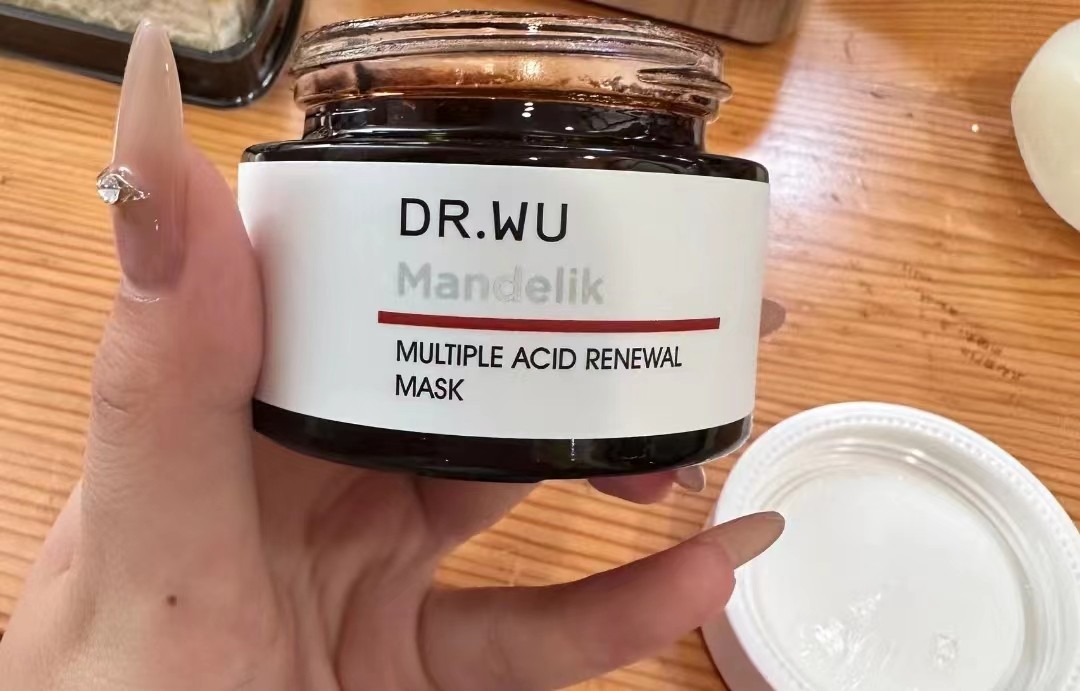 DR.WU
Mandelik
MULTIPLE ACID RENEWAL
MASK